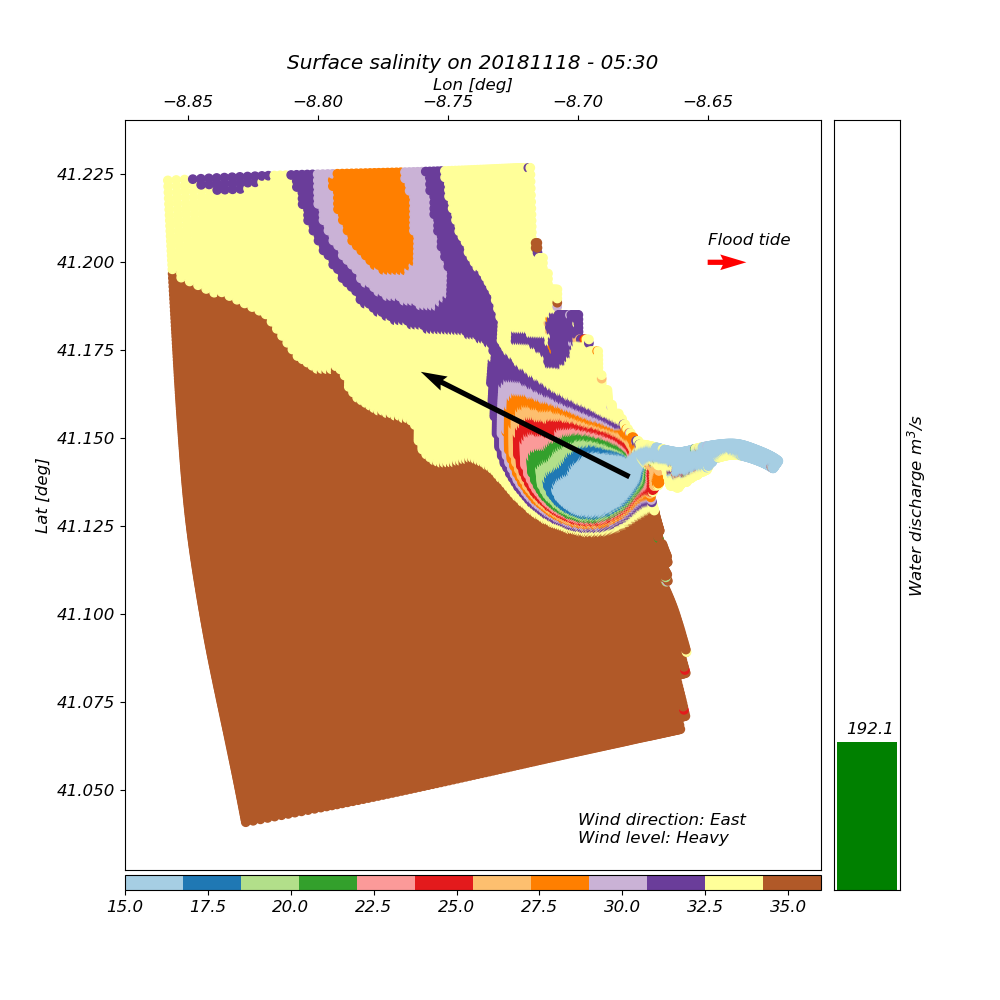 Surface salinity on 20181118 - 05:30
Lon [deg]
−8.85 −8.80 −8.75 −8.70 −8.65
41.225
41.200
41.175
41.150
41.125
41.100
41.075
41.050
Lat [deg]
Flood tide
Wind direction: East
Wind level: Heavy
15.0 17.5 20.0 22.5 25.0 27.5 30.0 32.5 35.0
192.1
Water discharge m³/s